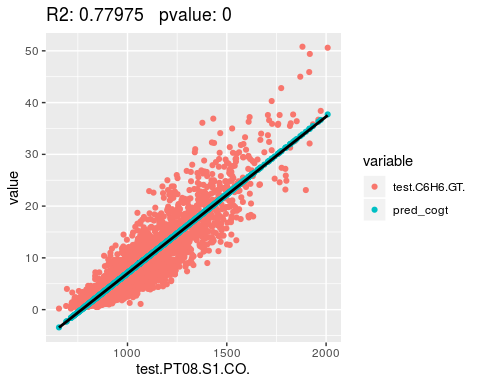 R2: 0.77975   pvalue: 0
50
40
30
20
10
0
value
1000
1500
2000
test.PT08.S1.CO.
variable
test.C6H6.GT.
pred_cogt